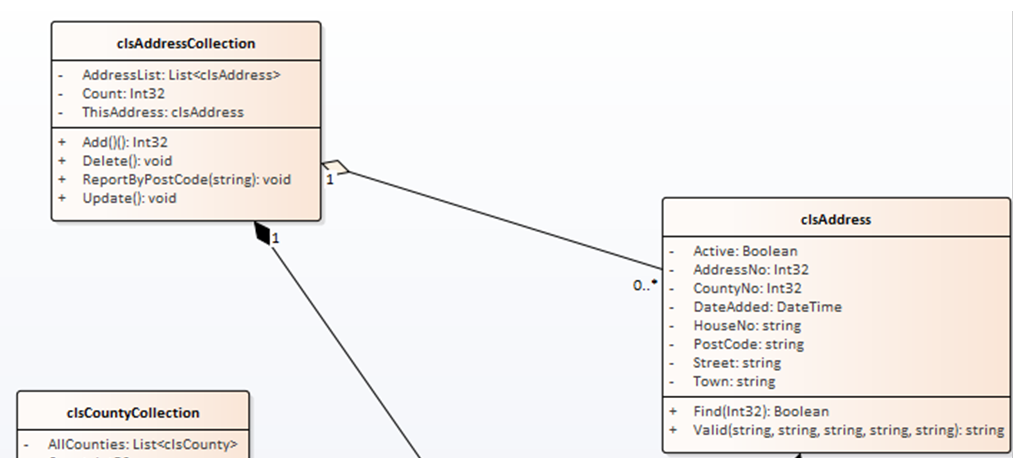 clsAddressCollection
- AddressList: List<clsAddress>
- Count: Int32
- ThisAddress: clsAddress
+ Add()(): Int32
+ Delete(): void
+ ReportByPostCode(string): void
+ Update(): void
1
1
0..*
clsAddress
- Active: Boolean
- AddressNo: Int32
- CountyNo: Int32
- DateAdded: DateTime
- HouseNo: string
- PostCode: string
- Street: string
- Town: string
+ Find(Int32): Boolean
+ Valid(string, string, string, string, string): string
clsCountyCollection
- AllCounties: List<clsCounty>